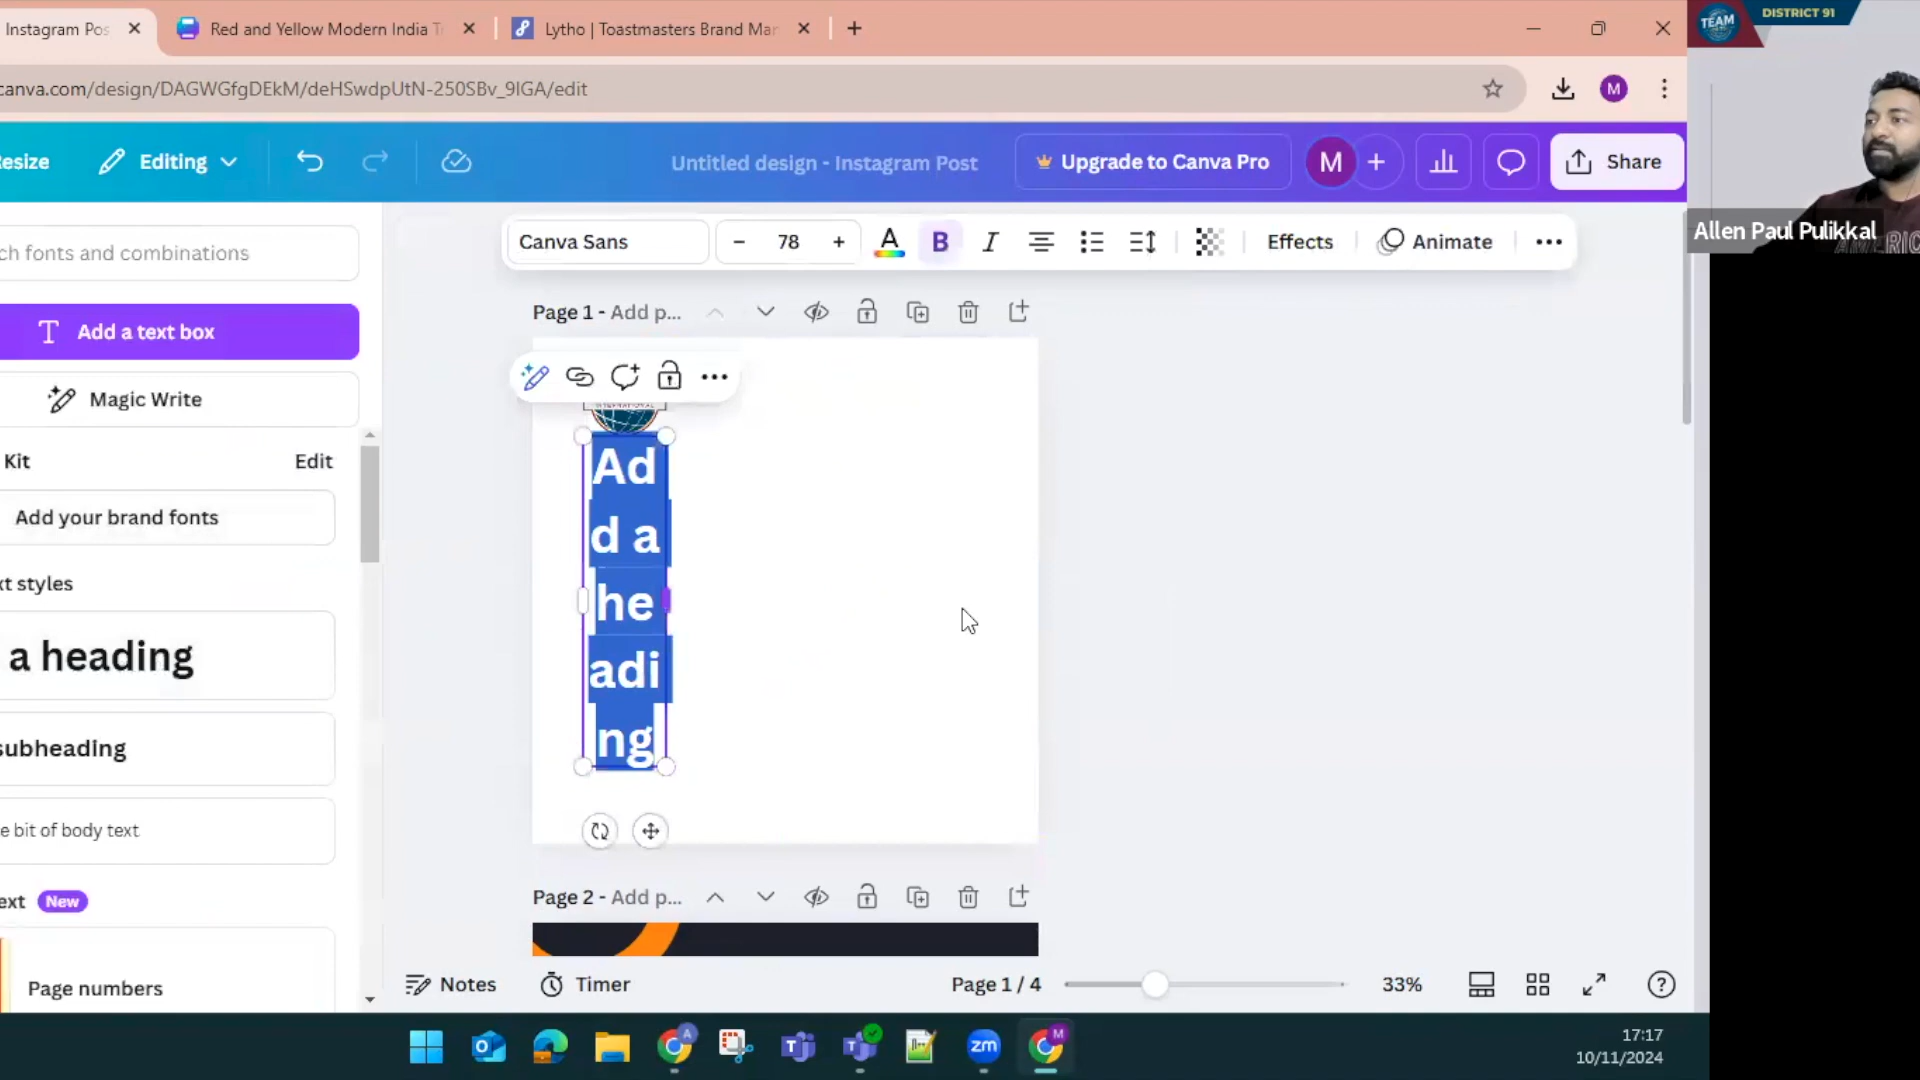 Instagram Pos
Red and Yellow Modern India T
Lytho | Toastmasters Brand Mar
TEAM
DISTRICT 91
canva.com/design/DAGWGfgDEkM/deHSwdpUtN-250SBv_9IGA/edit
M
esize
Editing
Untitled design - Instagram Post
Upgrade to Canva Pro
M
Share
ch fonts and combinations
Canva Sans
78
A
B
I
Effects
Animate
Allen Paul Pulikkal
AMERIC
Page 1 - Add p...
T Add a text box
Magic Write
INTERNATIONAL
Kit
Edit
Add your brand fonts
xt styles
a heading
subheading
e bit of body text
ext
New
Page numbers
Ad
d a
he
adi
ng
Page 2 - Add p...
Notes
Timer
Page 1 / 4
33%
A
zm
M
17:17
10/11/2024